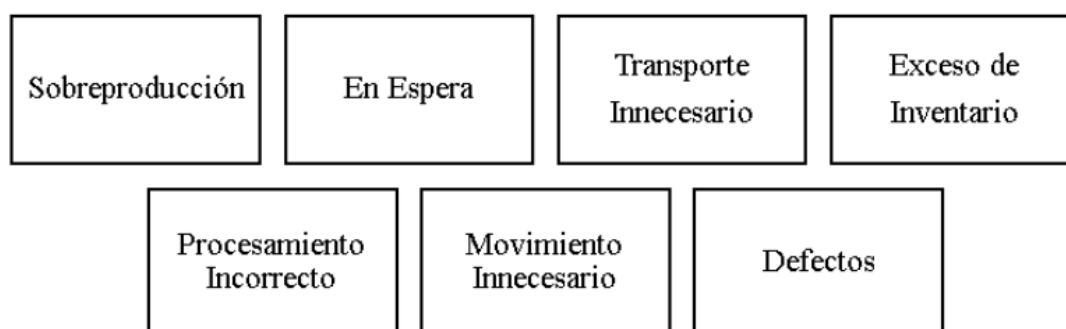 Sobreproducción
En Espera
Transporte
Innecesario
Exceso de
Inventario
Procesamiento
Incorrecto
Movimiento
Innecesario
Defectos